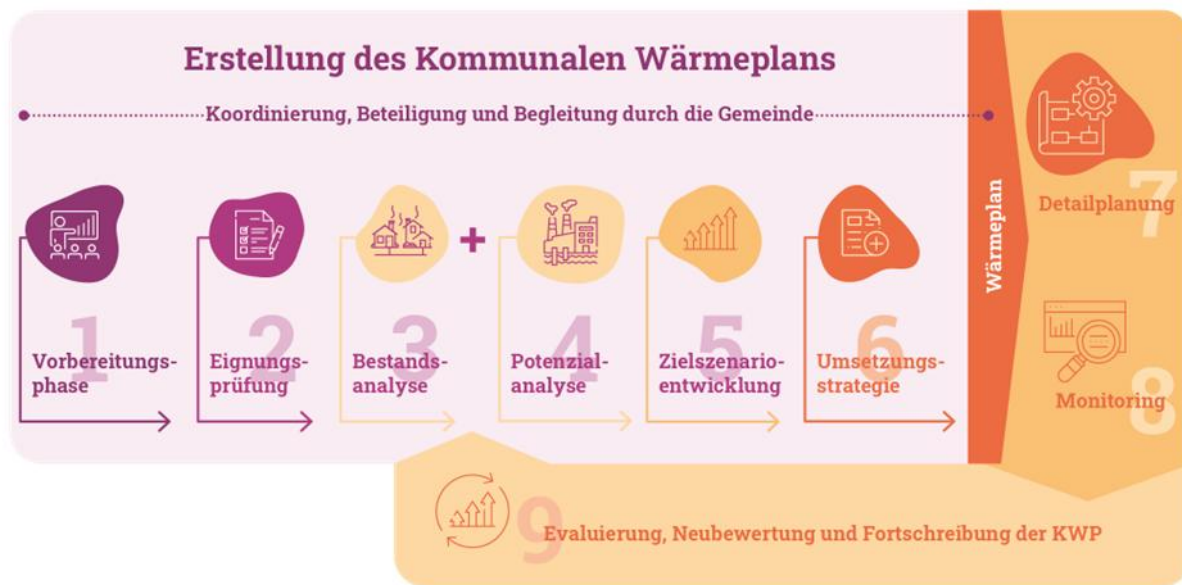 Erstellung des Kommunalen Wärmeplans
Koordinierung, Beteiligung und Begleitung durch die Gemeinde
1
Vorbereitungs-
phase
2
Eignungs-
prüfung
3
Bestands-
analyse
+
4
Potenzial-
analyse
5
Zielszenario-
entwicklung
6
Umsetzungs-
strategie
Wärmeplan
7
Detailplanung
8
Monitoring
9
Evaluierung, Neubewertung und Fortschreibung der KWP